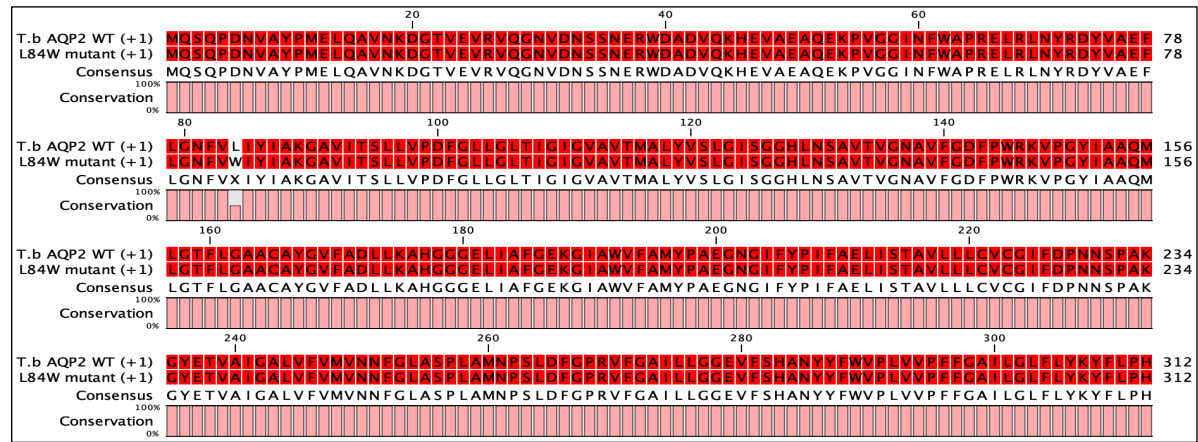 20 40 60
T.b AQP2 WT (+1) MQSQPDNVAYPMELQAVNKDGTVEVRVQGNVDNSSNERWDADVQKHEVAEAQEKPVGGINFWAPRELRLNYRDYVAEF 78
L84W mutant (+1) MQSQPDNVAYPMELQAVNKDGTVEVRVQGNVDNSSNERWDADVQKHEVAEAQEKPVGGINFWAPRELRLNYRDYVAEF 78
Consensus MQSQPDNVAYPMELQAVNKDGTVEVRVQGNVDNSSNERWDADVQKHEVAEAQEKPVGGINFWAPRELRLNYRDYVAEF
100%
Conservation
0%
80 100 120 140
T.b AQP2 WT (+1) LGNFVLIYIAKGAVITSLLVPDFGLLGLTIGIGVAVTMALYVSLGISGGHLNSAVTVGNAVFGDFPWRKVPGYIAAQM 156
L84W mutant (+1) LGNFVWIYIAKGAVITSLLVPDFGLLGLTIGIGVAVTMALYVSLGISGGHLNSAVTVGNAVFGDFPWRKVPGYIAAQM 156
Consensus LGNFVXIYIAKGAVITSLLVPDFGLLGLTIGIGVAVTMALYVSLGISGGHLNSAVTVGNAVFGDFPWRKVPGYIAAQM
100%
Conservation
0%
160 180 200 220
T.b AQP2 WT (+1) LGTFLGAACAYGVFADLLKAHGGGELIAFGEKGIAWVFAMYPAEGNGIFYPIFAELISTAVLLLCVCGIFDPNNSPAK 234
L84W mutant (+1) LGTFLGAACAYGVFADLLKAHGGGELIAFGEKGIAWVFAMYPAEGNGIFYPIFAELISTAVLLLCVCGIFDPNNSPAK 234
Consensus LGTFLGAACAYGVFADLLKAHGGGELIAFGEKGIAWVFAMYPAEGNGIFYPIFAELISTAVLLLCVCGIFDPNNSPAK
100%
Conservation
0%
240 260 280 300
T.b AQP2 WT (+1) GYETVAIGALVFVMVNNFGLASPLAMNPSLDFGPRVFGAILLGGEVFSHANYYFWVPLVVPFFGAILGLFLYKYFLPH 312
L84W mutant (+1) GYETVAIGALVFVMVNNFGLASPLAMNPSLDFGPRVFGAILLGGEVFSHANYYFWVPLVVPFFGAILGLFLYKYFLPH 312
Consensus GYETVAIGALVFVMVNNFGLASPLAMNPSLDFGPRVFGAILLGGEVFSHANYYFWVPLVVPFFGAILGLFLYKYFLPH
100%
Conservation
0%